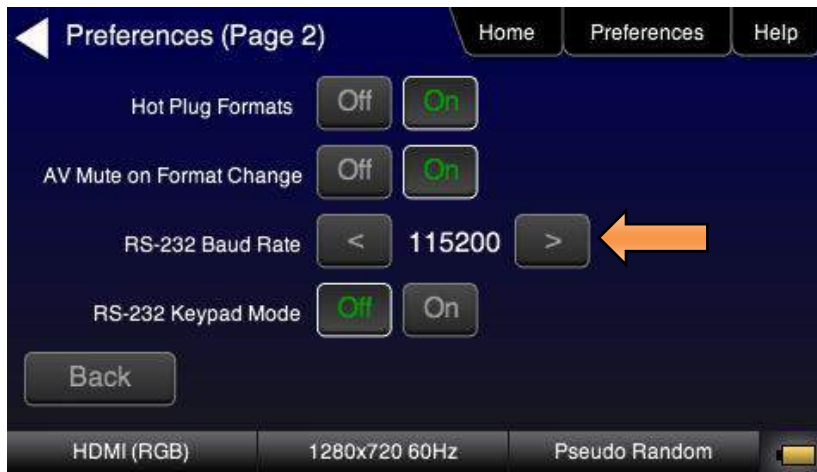 Preferences (Page 2)
Home
Preferences
Help
Hot Plug Formats Off On
AV Mute on Format Change Off On
RS-232 Baud Rate < 115200 >
RS-232 Keypad Mode Off On
Back
HDMI (RGB) 1280x720 60Hz Pseudo Random